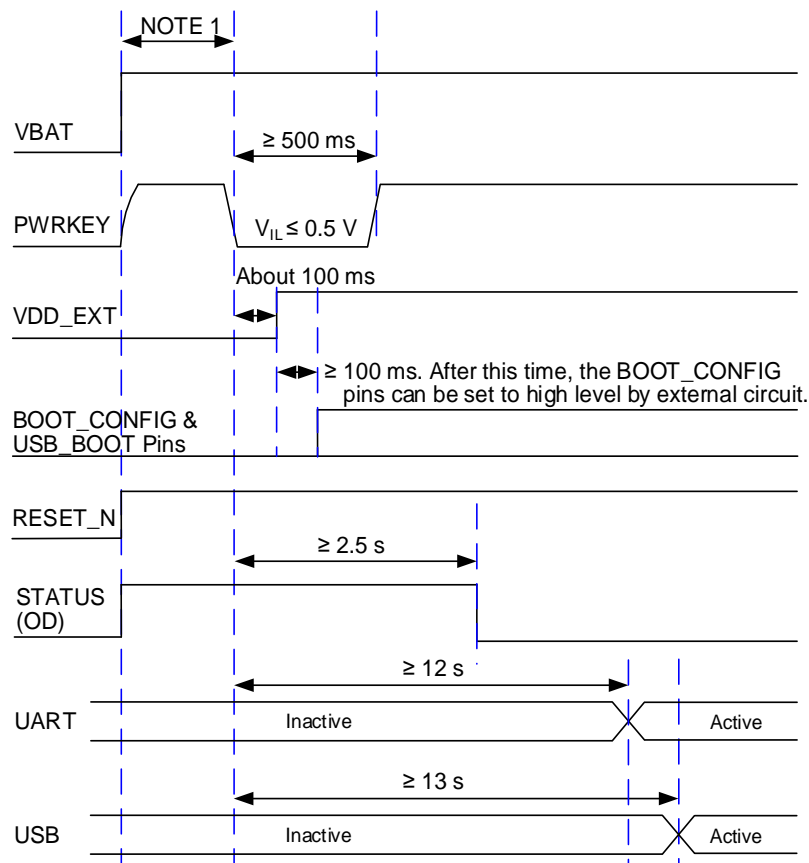 NOTE 1
VBAT
≥ 500 ms
PWRKEY
VIL ≤ 0.5 V
About 100 ms
VDD_EXT
≥ 100 ms. After this time, the BOOT_CONFIG
pins can be set to high level by external circuit.
BOOT_CONFIG &
USB_BOOT Pins
RESET_N
≥ 2.5 s
STATUS
(OD)
≥ 12 s
UART
Inactive
Active
≥ 13 s
USB
Inactive
Active